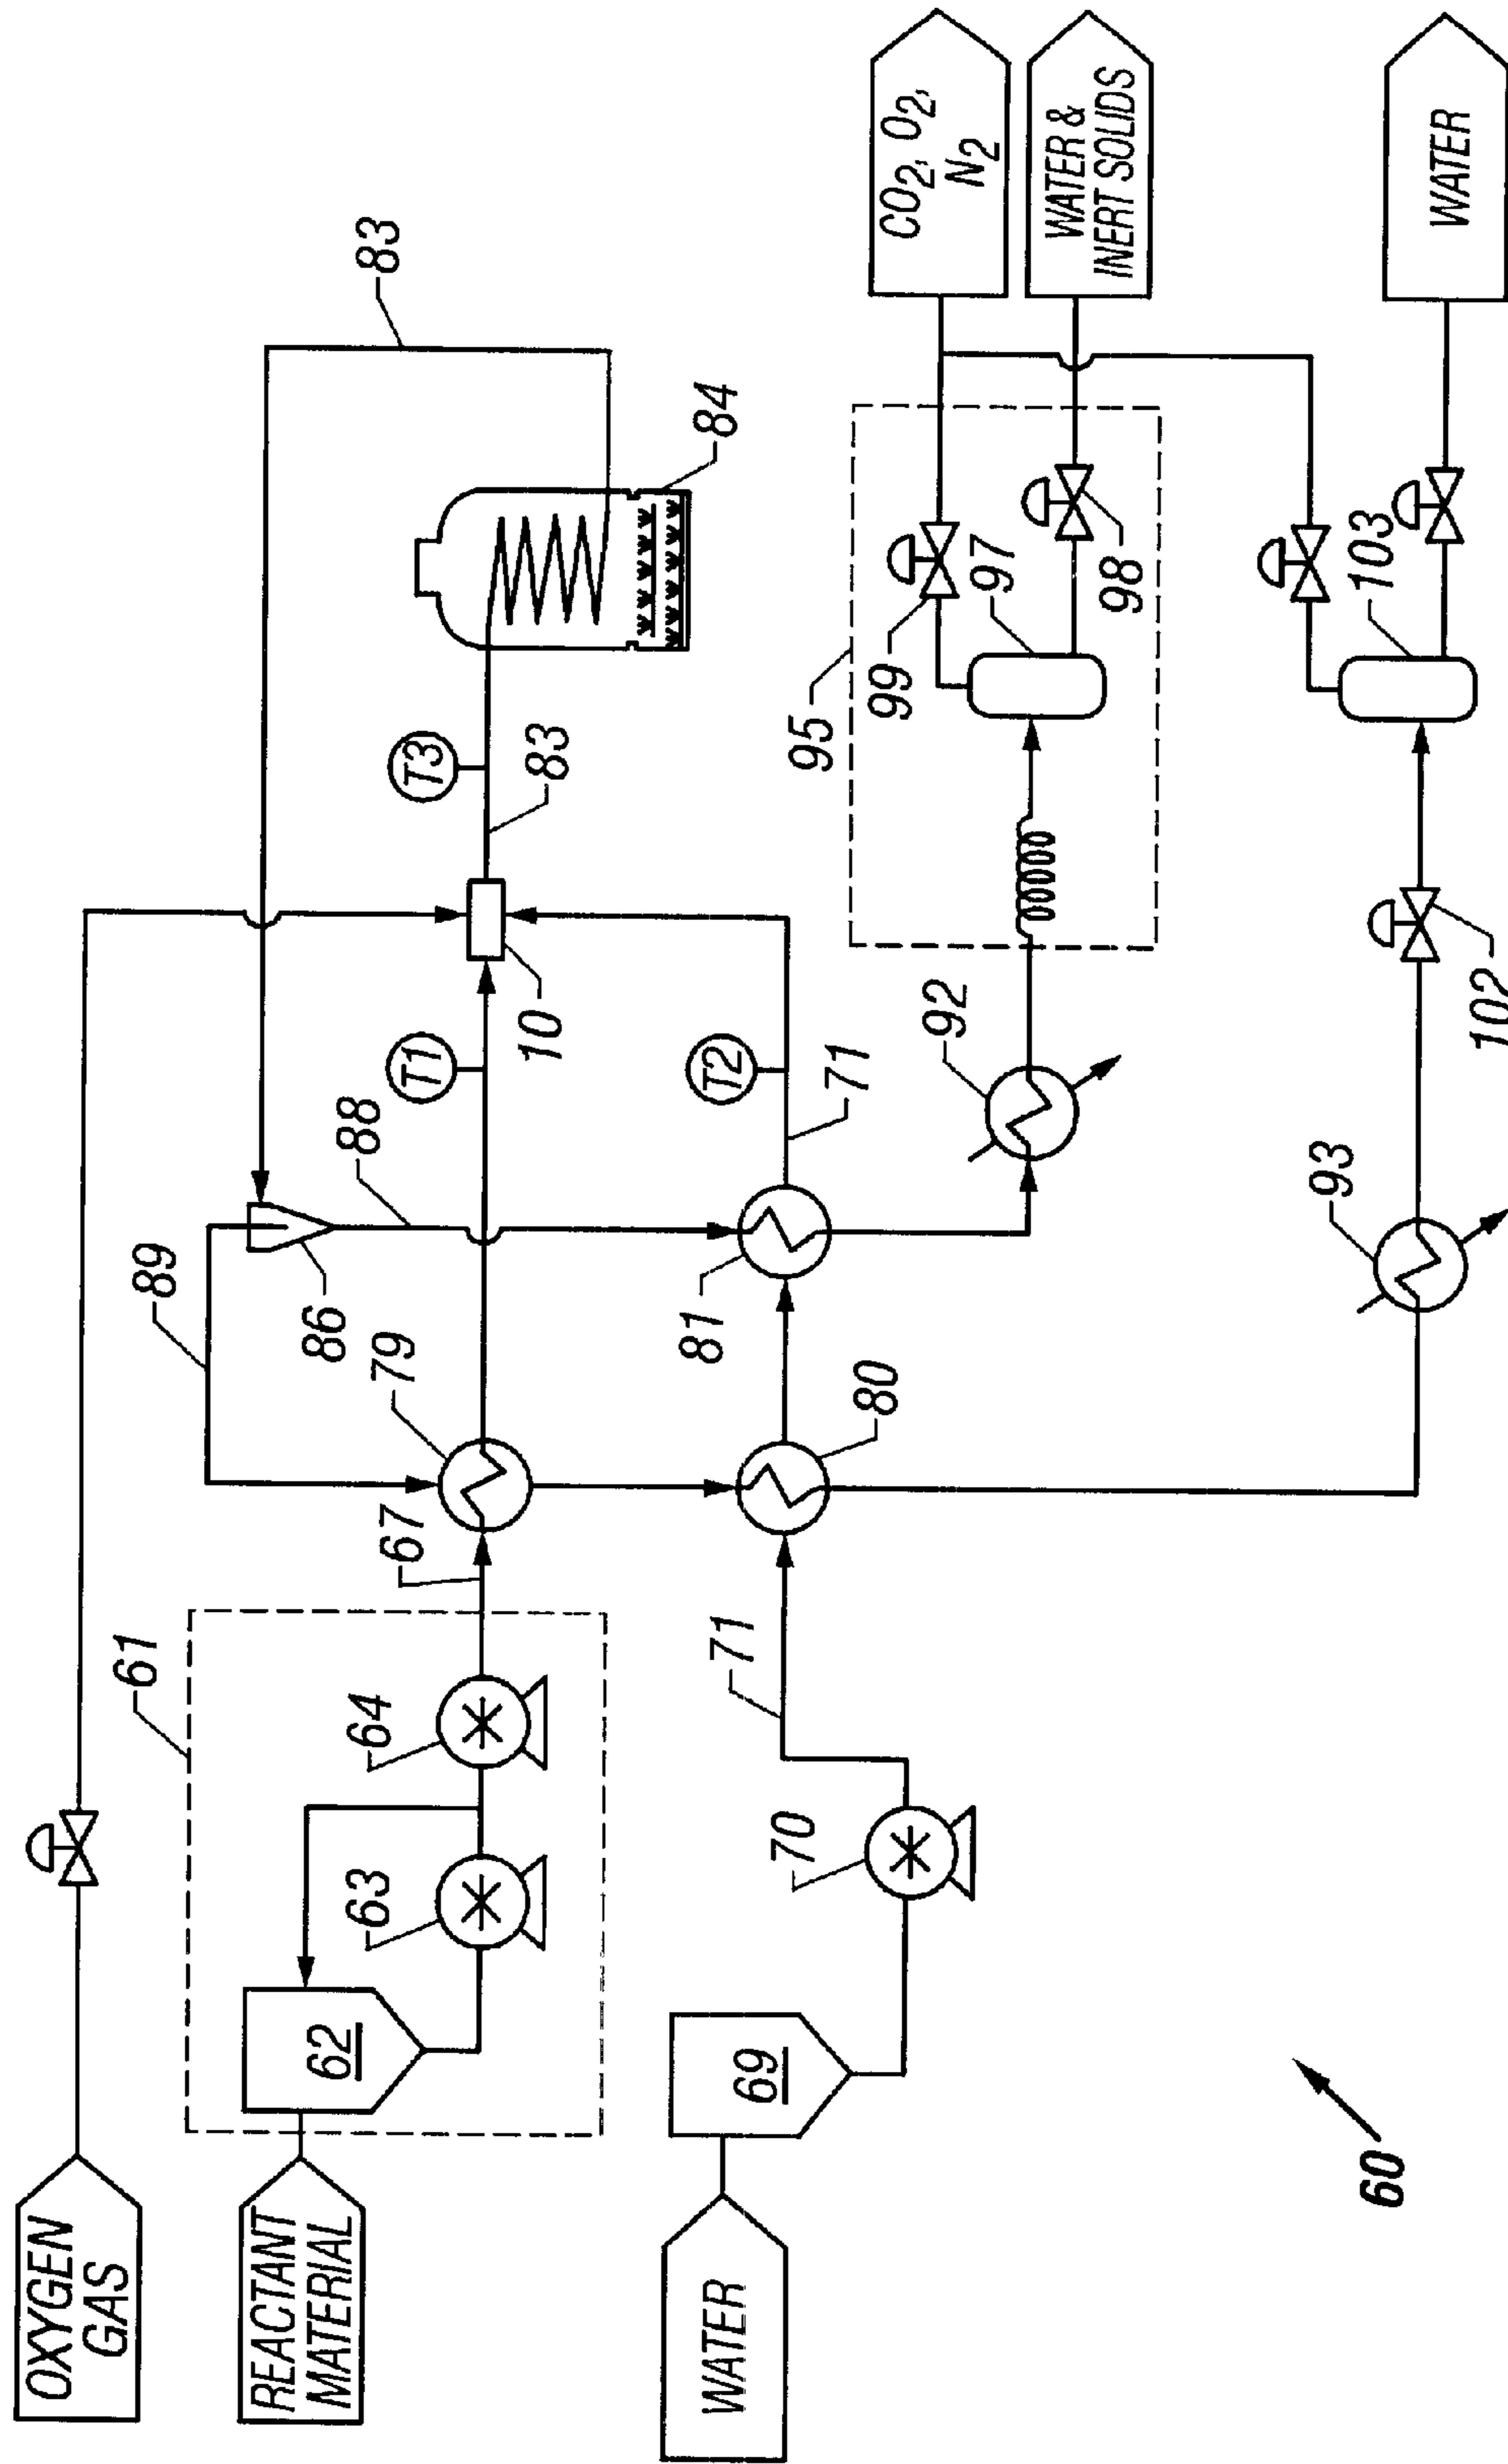 OXYGEN
GAS
REACTANT
MATERIAL
WATER
61
62
63
64
67
69
70
71
89
86
79
88
T1
10
83
T3
83
84
80
81
T2
71
92
93
95
99
97
98
102
103
CO2, O2,
N2
WATER &
INERT SOLIDS
WATER
60